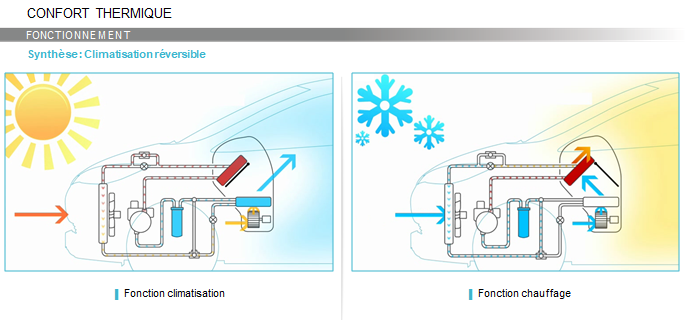 CONFORT THERMIQUE
FONCTIONNEMENT
Synthèse : Climatisation réversible
Fonction climatisation
Fonction chauffage